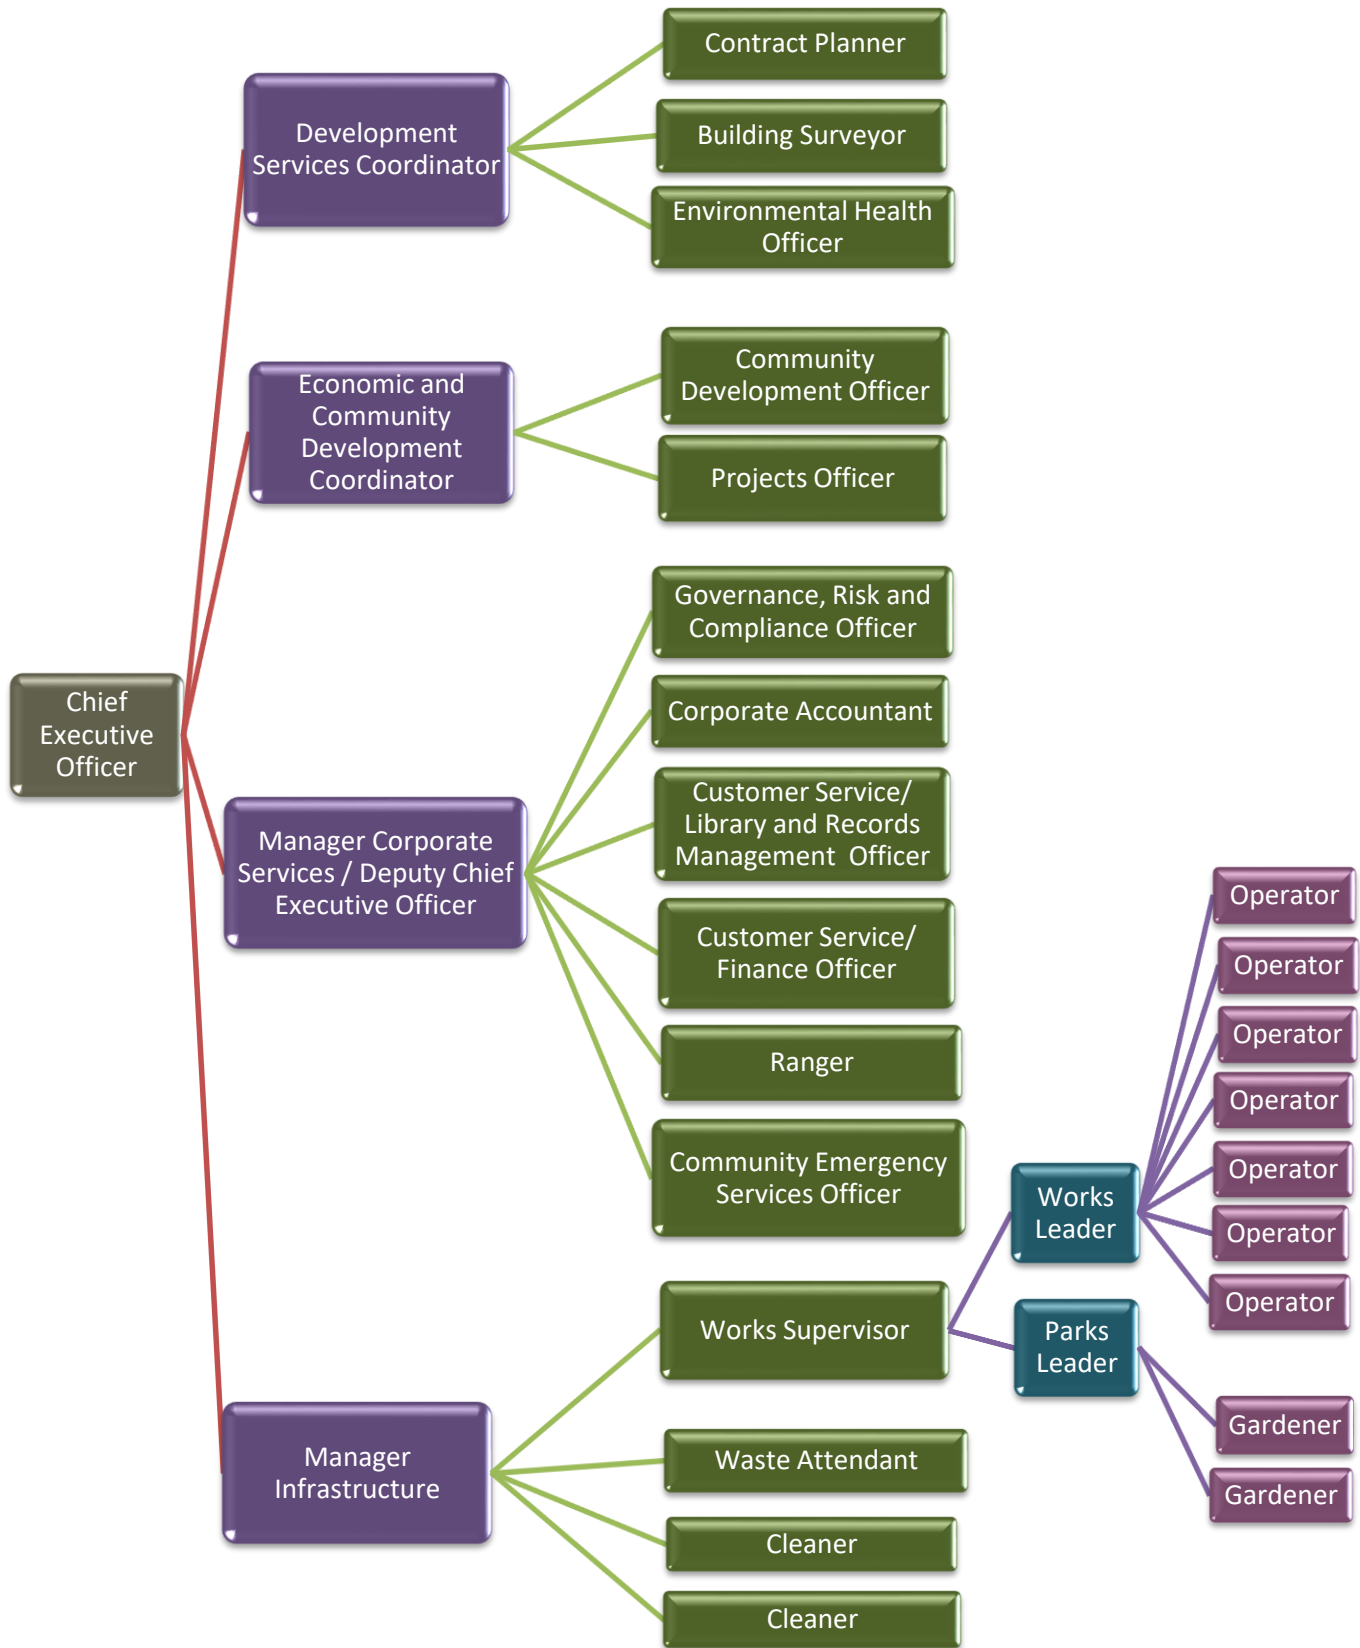 Chief
Executive
Officer
Development
Services Coordinator
Contract Planner
Building Surveyor
Environmental Health
Officer
Economic and
Community
Development
Coordinator
Community
Development Officer
Projects Officer
Manager Corporate
Services / Deputy Chief
Executive Officer
Governance, Risk and
Compliance Officer
Corporate Accountant
Customer Service/
Library and Records
Management Officer
Customer Service/
Finance Officer
Ranger
Community Emergency
Services Officer
Manager
Infrastructure
Works Supervisor
Works
Leader
Operator
Operator
Operator
Operator
Operator
Operator
Operator
Parks
Leader
Gardener
Gardener
Waste Attendant
Cleaner
Cleaner